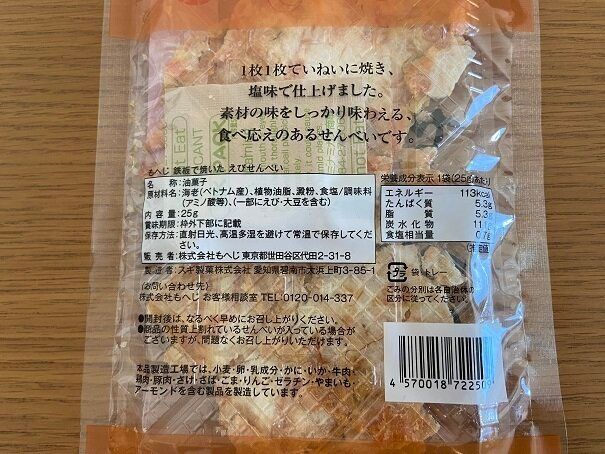 1枚1枚ていねいに焼き、
塩味で仕上げました。
素材の味をしっかり味わえる、
食べ応えのあるせんべいです。
もへじ 鉄板で焼いた えびせんべい
名 称:油菓子
原材料名:海老(ベトナム産)、植物油脂、澱粉、食塩/調味料
(アミノ酸等)、(一部にえび・大豆を含む)
内 容 量:25g
賞味期限:枠外下部に記載
保存方法:直射日光、高温多湿を避けて常温で保存してくだ
さい。
販 売 者:株式会社もへじ 東京都世田谷区代田2-31-8
製造者:スギ製菓株式会社 愛知県碧南市大浜上町3-85-1
〈お問い合わせ先〉
株式会社もへじ お客様相談室 TEL:0120-014-337
●開封後は、なるべく早めにお召し上がりください。
●商品の性質上割れているせんべいが入っている場合が
ございますが、問題なくお召し上がりいただけます。
本品製造工場では、小麦・卵・乳成分・かに・いか・牛肉・
鶏肉・豚肉・さけ・さば・ごま・りんご・ゼラチン・やまいも・
アーモンドを含む製品を製造しています。
栄養成分表示 1袋(25gあたり)
エネルギー 113kcal
たんぱく質 5.3g
脂 質 5.3g
炭水化物
食塩相当量 0.7g
(推定値)
プラ 袋、トレー
ごみの分別は各自治体の
区分に従ってください。
4 570018 722509